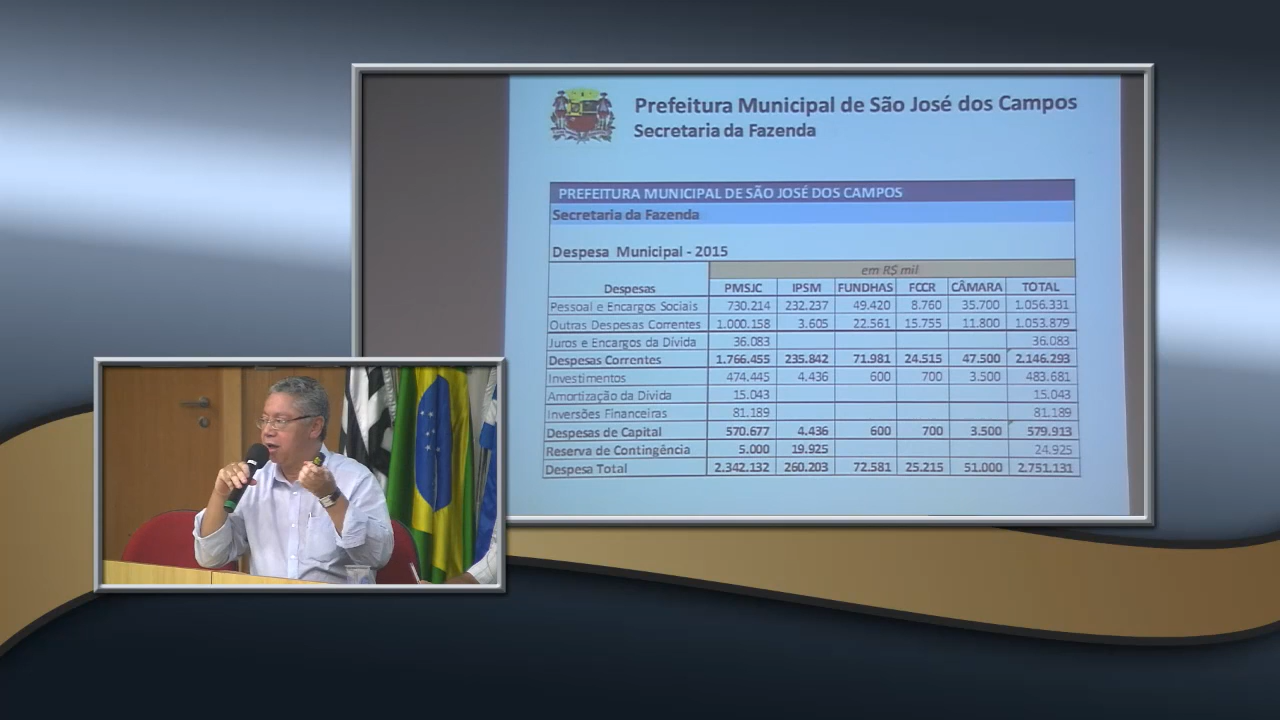 Prefeitura Municipal de São José dos Campos
Secretaria da Fazenda
PREFEITURA MUNICIPAL DE SÃO JOSÉ DOS CAMPOS
Secretaria da Fazenda
Despesa Municipal - 2015
em R$ mil
Despesas PMSJC IPSM FUNDHAS FCCR CÂMARA TOTAL
Pessoal e Encargos Sociais 730.214 232.237 49.420 8.760 35.700 1.056.331
Outras Despesas Correntes 1.000.158 3.605 22.561 15.755 11.800 1.053.879
Juros e Encargos da Dívida 36.083 36.083
Despesas Correntes 1.766.455 235.842 71.981 24.515 47.500 2.146.293
Investimentos 474.445 4.436 600 700 3.500 483.681
Amortização da Dívida 15.043 15.043
Inversões Financeiras 81.189 81.189
Despesas de Capital 570.677 4.436 600 700 3.500 579.913
Reserva de Contingência 5.000 19.925 24.925
Despesa Total 2.342.132 260.203 72.581 25.215 51.000 2.751.131